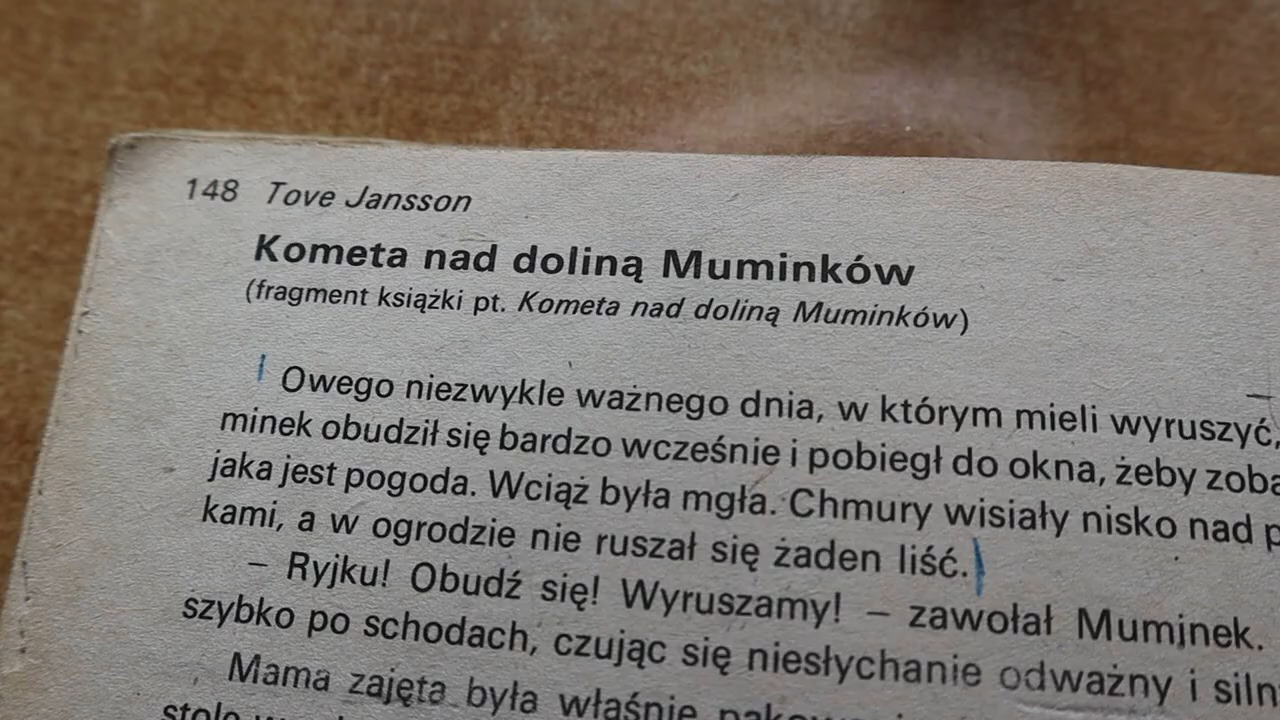 148 Tove Jansson
Kometa nad doliną Muminków
(fragment książki pt. Kometa nad doliną Muminków)
Owego niezwykle ważnego dnia, w którym mieli wyruszyć,
minek obudził się bardzo wcześnie i pobiegł do okna, żeby
jaka jest pogoda. Wciąż była mgła. Chmury wisiały nisko nad
kami, a w ogrodzie nie ruszał się żaden liść.
– Ryjku! Obudź się! Wyruszamy! – zawołał Muminek.
szybko po schodach, czując się niesłychanie odważny i
Mama zajęta była właśnie